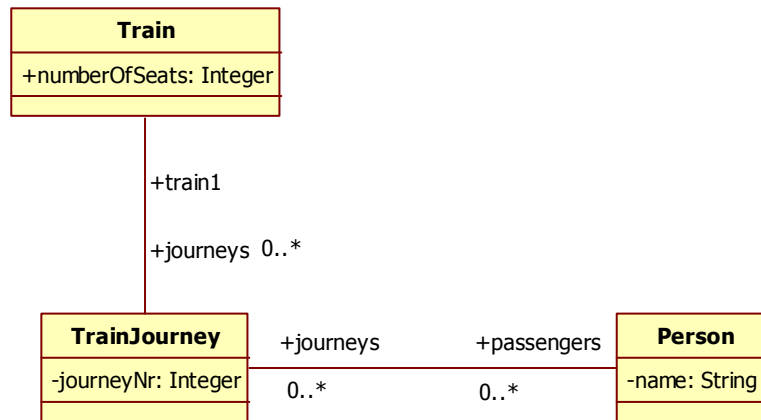 Train
+numberOfSeats: Integer
+train1
+journeys 0..*
TrainJourney
-journeyNr: Integer
+journeys
0..*
+passengers
0..*
Person
-name: String